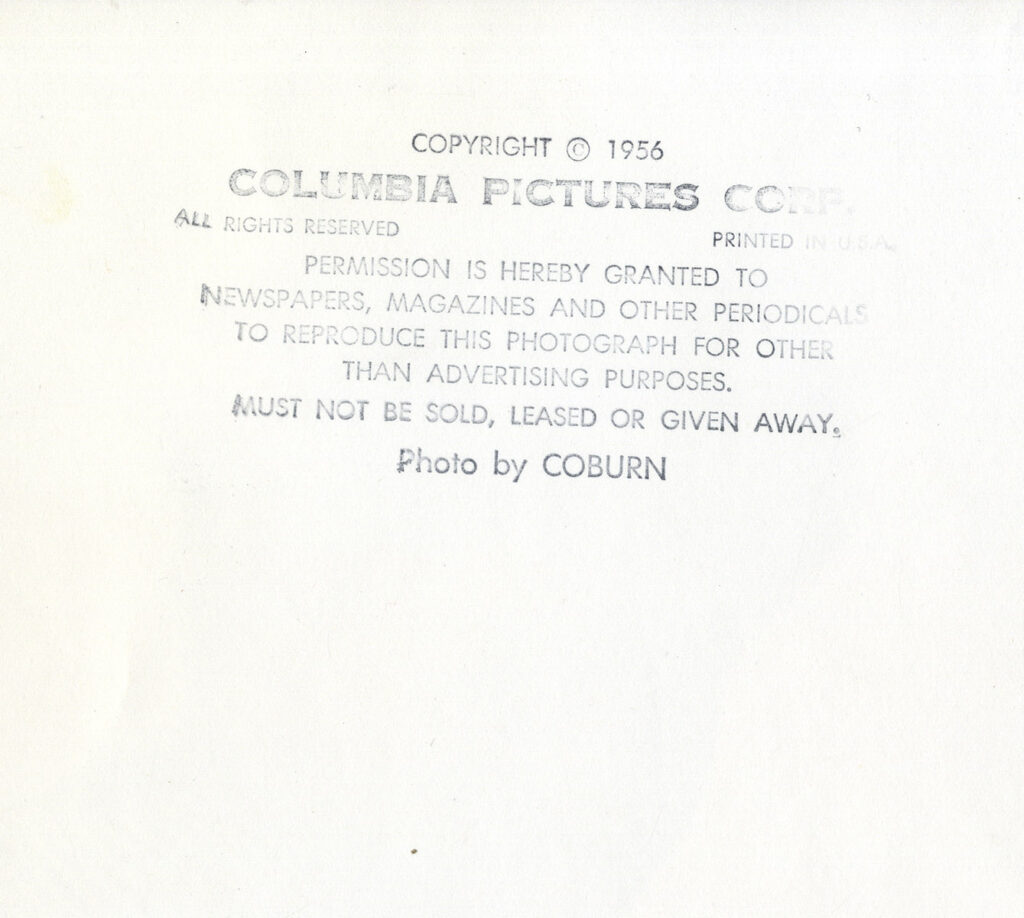 COPYRIGHT © 1956
COLUMBIA PICTURES CORP.
ALL RIGHTS RESERVED PRINTED IN U.S.A.
PERMISSION IS HEREBY GRANTED TO
NEWSPAPERS, MAGAZINES AND OTHER PERIODICALS
TO REPRODUCE THIS PHOTOGRAPH FOR OTHER
THAN ADVERTISING PURPOSES.
MUST NOT BE SOLD, LEASED OR GIVEN AWAY.
Photo by COBURN